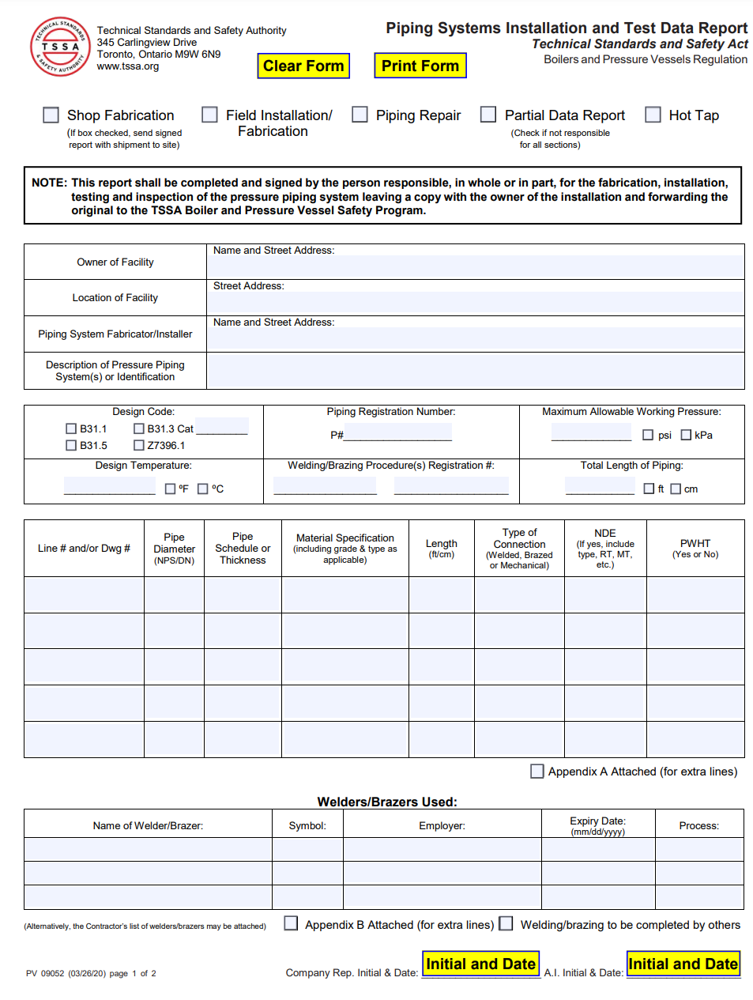 TECHNICAL STANDARDS
TSSA
& SAFETY AUTHORITY
Technical Standards and Safety Authority
345 Carlingview Drive
Toronto, Ontario M9W 6N9
www.tssa.org
Clear Form
Print Form
Piping Systems Installation and Test Data Report
Technical Standards and Safety Act
Boilers and Pressure Vessels Regulation
Shop Fabrication
(If box checked, send signed
report with shipment to site)
Field Installation/
Fabrication
Piping Repair
Partial Data Report
(Check if not responsible
for all sections)
Hot Tap
NOTE: This report shall be completed and signed by the person responsible, in whole or in part, for the fabrication, installation,
testing and inspection of the pressure piping system leaving a copy with the owner of the installation and forwarding the
original to the TSSA Boiler and Pressure Vessel Safety Program.
Owner of Facility
Name and Street Address:
Location of Facility
Street Address:
Piping System Fabricator/Installer
Name and Street Address:
Description of Pressure Piping
System(s) or Identification
Design Code:
B31.1
B31.3 Cat
B31.5
Z7396.1
Piping Registration Number:
P#
Maximum Allowable Working Pressure:
psi
kPa
Design Temperature:
ºF
ºC
Welding/Brazing Procedure(s) Registration #:
Total Length of Piping:
ft
cm
Line # and/or Dwg #
Pipe
Diameter
(NPS/DN)
Pipe
Schedule or
Thickness
Material Specification
(including grade & type as
applicable)
Length
(ft/cm)
Type of
Connection
(Welded, Brazed
or Mechanical)
NDE
(If yes, include
type, RT, MT,
etc.)
PWHT
(Yes or No)
Appendix A Attached (for extra lines)
Welders/Brazers Used:
Name of Welder/Brazer:
Symbol:
Employer:
Expiry Date:
(mm/dd/yyyy)
Process:
(Alternatively, the Contractor's list of welders/brazers may be attached)
Appendix B Attached (for extra lines)
Welding/brazing to be completed by others
PV 09052 (03/26/20) page 1 of 2
Company Rep. Initial & Date:
Initial and Date
A.I. Initial & Date:
Initial and Date